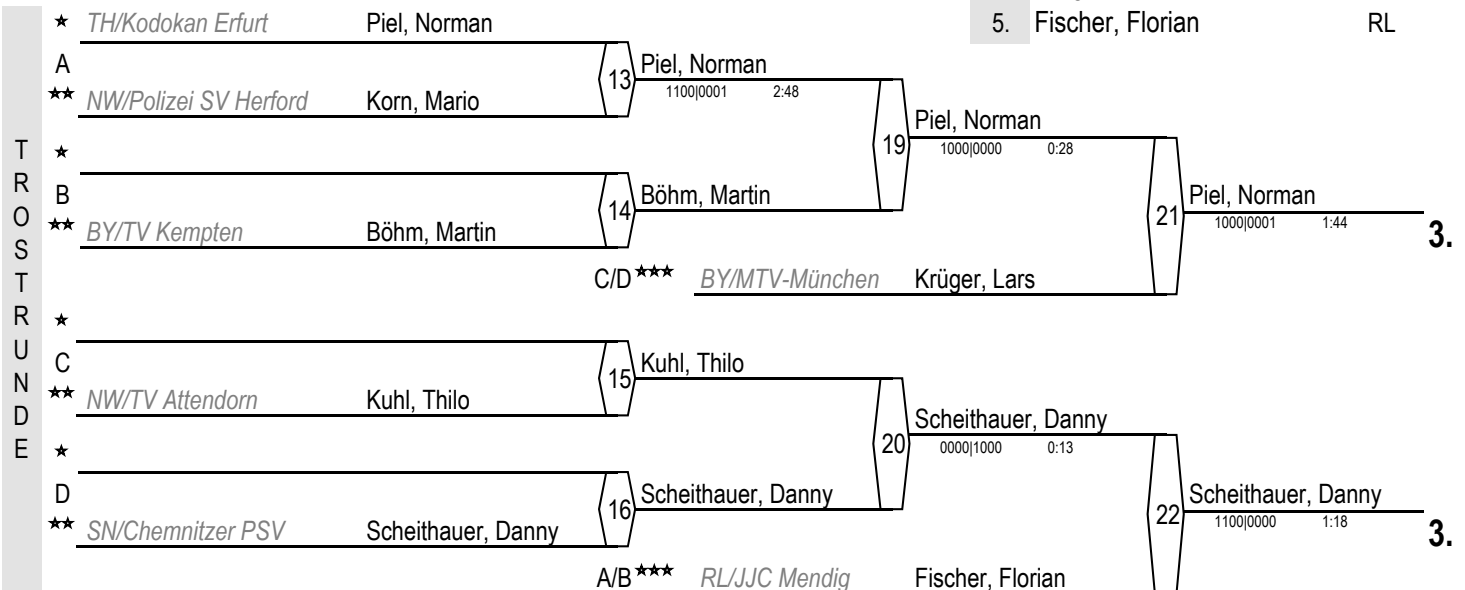 ★ TH/Kodokan Erfurt Piel, Norman
5. Fischer, Florian RL
A
13 Piel, Norman
1100|0001 2:48
★★ NW/Polizei SV Herford Korn, Mario
TROSTRUNDE
★
19 Piel, Norman
1000|0000 0:28
B
14 Böhm, Martin
★★ BY/TV Kempten Böhm, Martin
21 Piel, Norman
1000|0001 1:44
3.
C/D ★★★ BY/MTV-München Krüger, Lars
★
C
15 Kuhl, Thilo
★★ NW/TV Attendorn Kuhl, Thilo
★
20 Scheithauer, Danny
0000|1000 0:13
D
16 Scheithauer, Danny
★★ SN/Chemnitzer PSV Scheithauer, Danny
22 Scheithauer, Danny
1100|0000 1:18
3.
A/B ★★★ RL/JJC Mendig Fischer, Florian